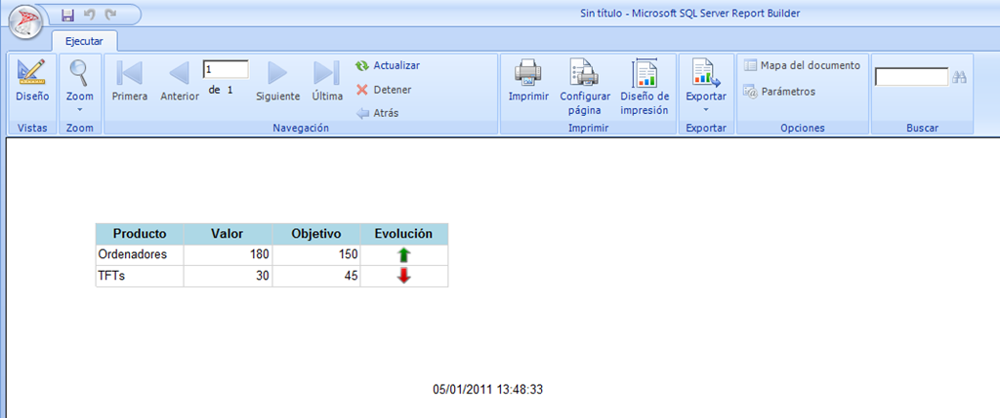 Sin título - Microsoft SQL Server Report Builder
Ejecutar
Diseño
Vistas
Zoom
Zoom
Primera
Anterior
1
de 1
Siguiente
Última
Actualizar
Detener
Atrás
Navegación
Imprimir
Configurar
página
Diseño de
impresión
Imprimir
Exportar
Exportar
Mapa del documento
Parámetros
Opciones
Buscar
Producto Valor Objetivo Evolución
Ordenadores 180 150
TFTs 30 45
05/01/2011 13:48:33